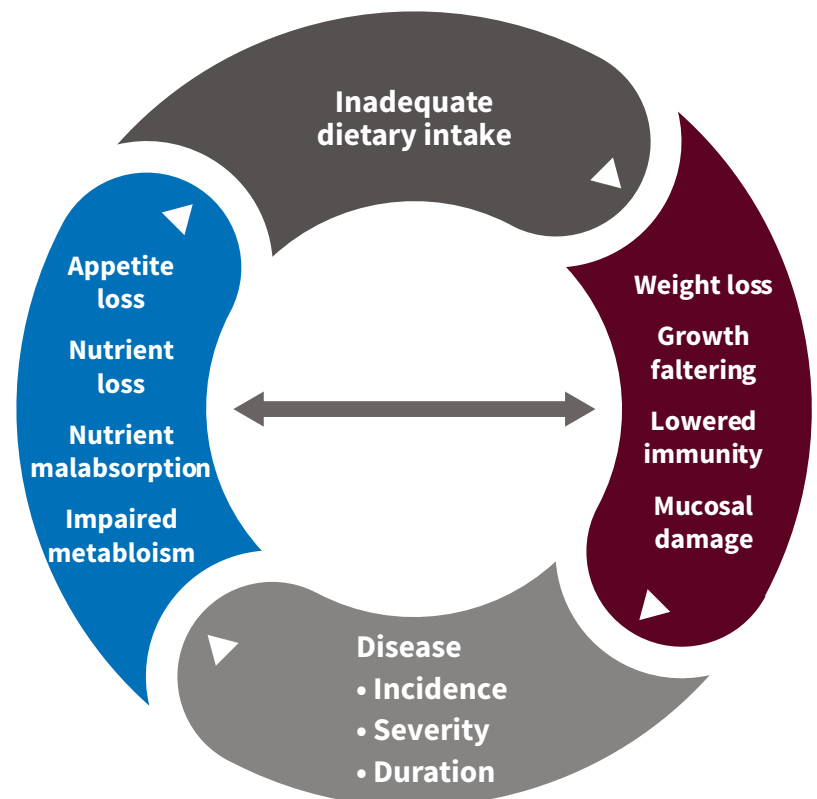 Inadequate
dietary intake
Weight loss
Growth
faltering
Lowered
immunity
Mucosal
damage
Disease
• Incidence
• Severity
• Duration
Appetite
loss
Nutrient
loss
Nutrient
malabsorption
Impaired
metabloism